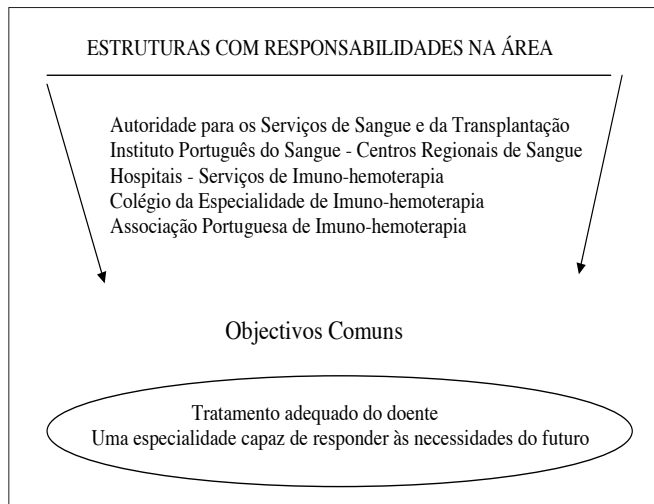 ESTRUTURAS COM RESPONSABILIDADES NA ÁREA
Autoridade para os Serviços de Sangue e da Transplantação
Instituto Português do Sangue - Centros Regionais de Sangue
Hospitais - Serviços de Imuno-hemoterapia
Colégio da Especialidade de Imuno-hemoterapia
Associação Portuguesa de Imuno-hemoterapia
Objectivos Comuns
Tratamento adequado do doente
Uma especialidade capaz de responder às necessidades do futuro